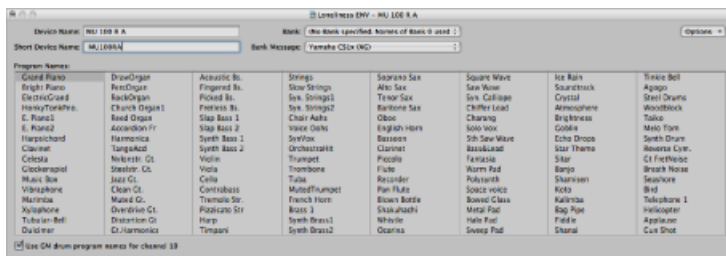 Loneliness ENV - MU 100 R A
Device Name: MU 100 R A Bank: (No Bank specified. Names of Bank 0 used) Options
Short Device Name: MU100RA Bank Message: Yamaha CS1x (XG)
Program Names:
Grand Piano DrawOrgan Acoustic Bs. Strings Soprano Sax Square Wave Ice Rain Tinkle Bell
Bright Piano PercOrgan Fingered Bs. Slow Strings Alto Sax Saw Wave Soundtrack Agogo
ElectricGrand RockOrgan Picked Bs. Syn. Strings1 Tenor Sax Syn. Calliope Crystal Steel Drums
HonkyTonkPno. Church Organ1 Fretless Bs. Syn. Strings2 Baritone Sax Chiffer Lead Atmosphere Woodblock
E. Piano1 Reed Organ Slap Bass 1 Choir Aahs Oboe Charang Brightness Taiko
E. Piano2 Accordion Fr Slap Bass 2 Voice Oohs English Horn Solo Vox Goblin Melo Tom
Harpsichord Harmonica Synth Bass 1 SynVox Bassoon 5th Saw Wave Echo Drops Synth Drum
Clavinet TangoAcd Synth Bass 2 OrchestraHit Clarinet Bass&Lead Star Theme Reverse Cym.
Celesta Nylonstr. Gt. Violin Trumpet Piccolo Fantasia Sitar Gt FretNoise
Glockenspiel Steelstr. Gt. Viola Trombone Flute Warm Pad Banjo Breath Noise
Music Box Jazz Gt. Cello Tuba Recorder Polysynth Shamisen Seashore
Vibraphone Clean Gt. Contrabass MutedTrumpet Pan Flute Space voice Koto Bird
Marimba Muted Gt. Tremolo Str. French Horn Blown Bottle Bowed Glass Kalimba Telephone 1
Xylophone Overdrive Gt. Pizzicato Str Brass 1 Shakuhachi Metal Pad Bag Pipe Helicopter
Tubular-Bell Distortion Gt. Harp Synth Brass1 Whistle Halo Pad Fiddle Applause
Dulcimer Gt.Harmonics Timpani Synth Brass2 Ocarina Sweep Pad Shanai Gun Shot
Use GM drum program names for channel 10